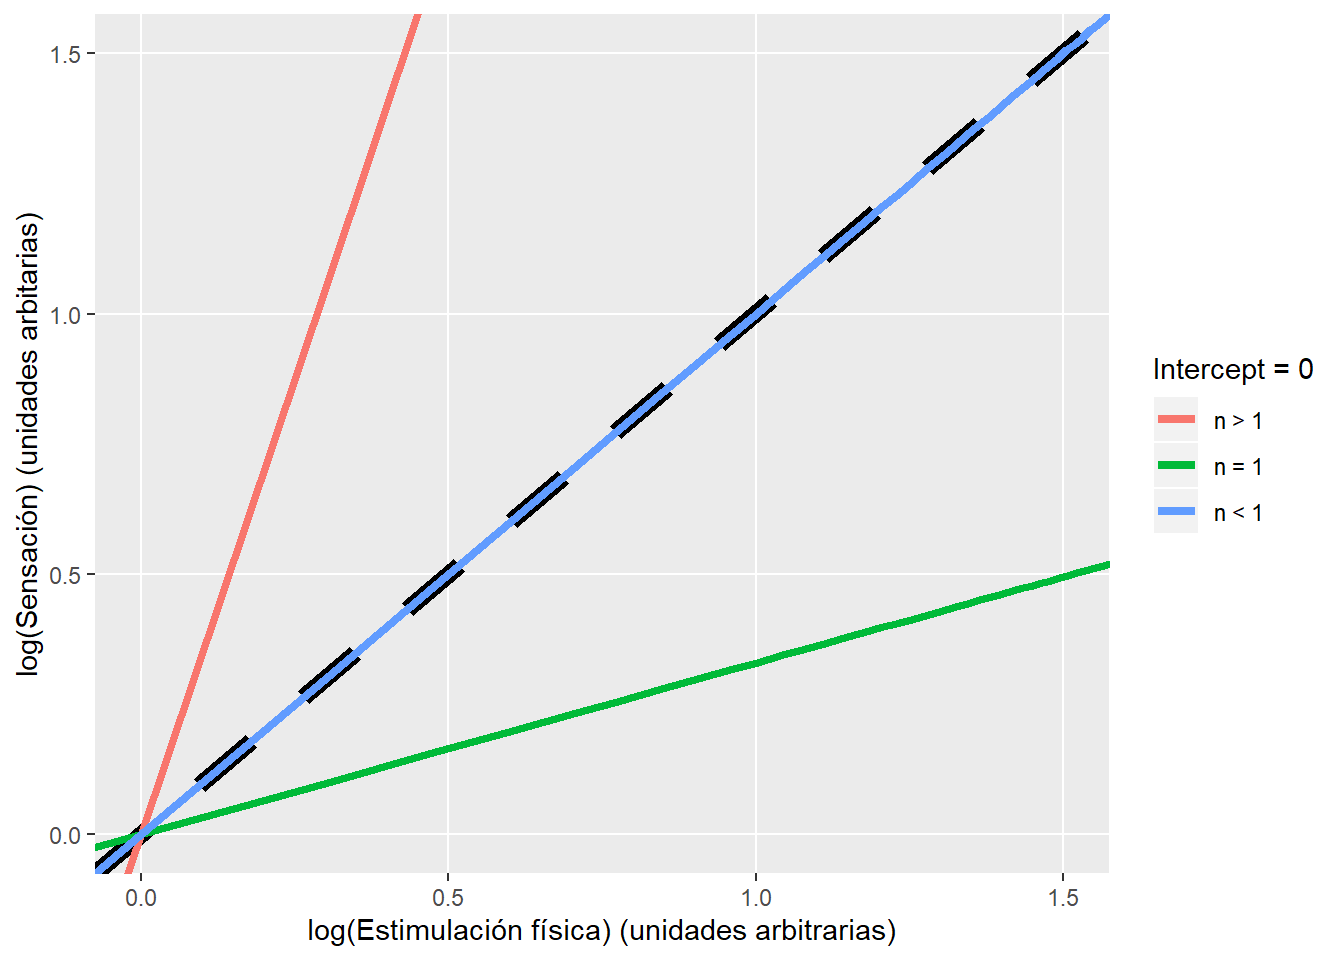 log(Sensación) (unidades arbitarias)
1.5
1.0
0.5
0.0
0.0 0.5 1.0 1.5
log(Estimulación física) (unidades arbitrarias)
Intercept = 0
n > 1
n = 1
n < 1